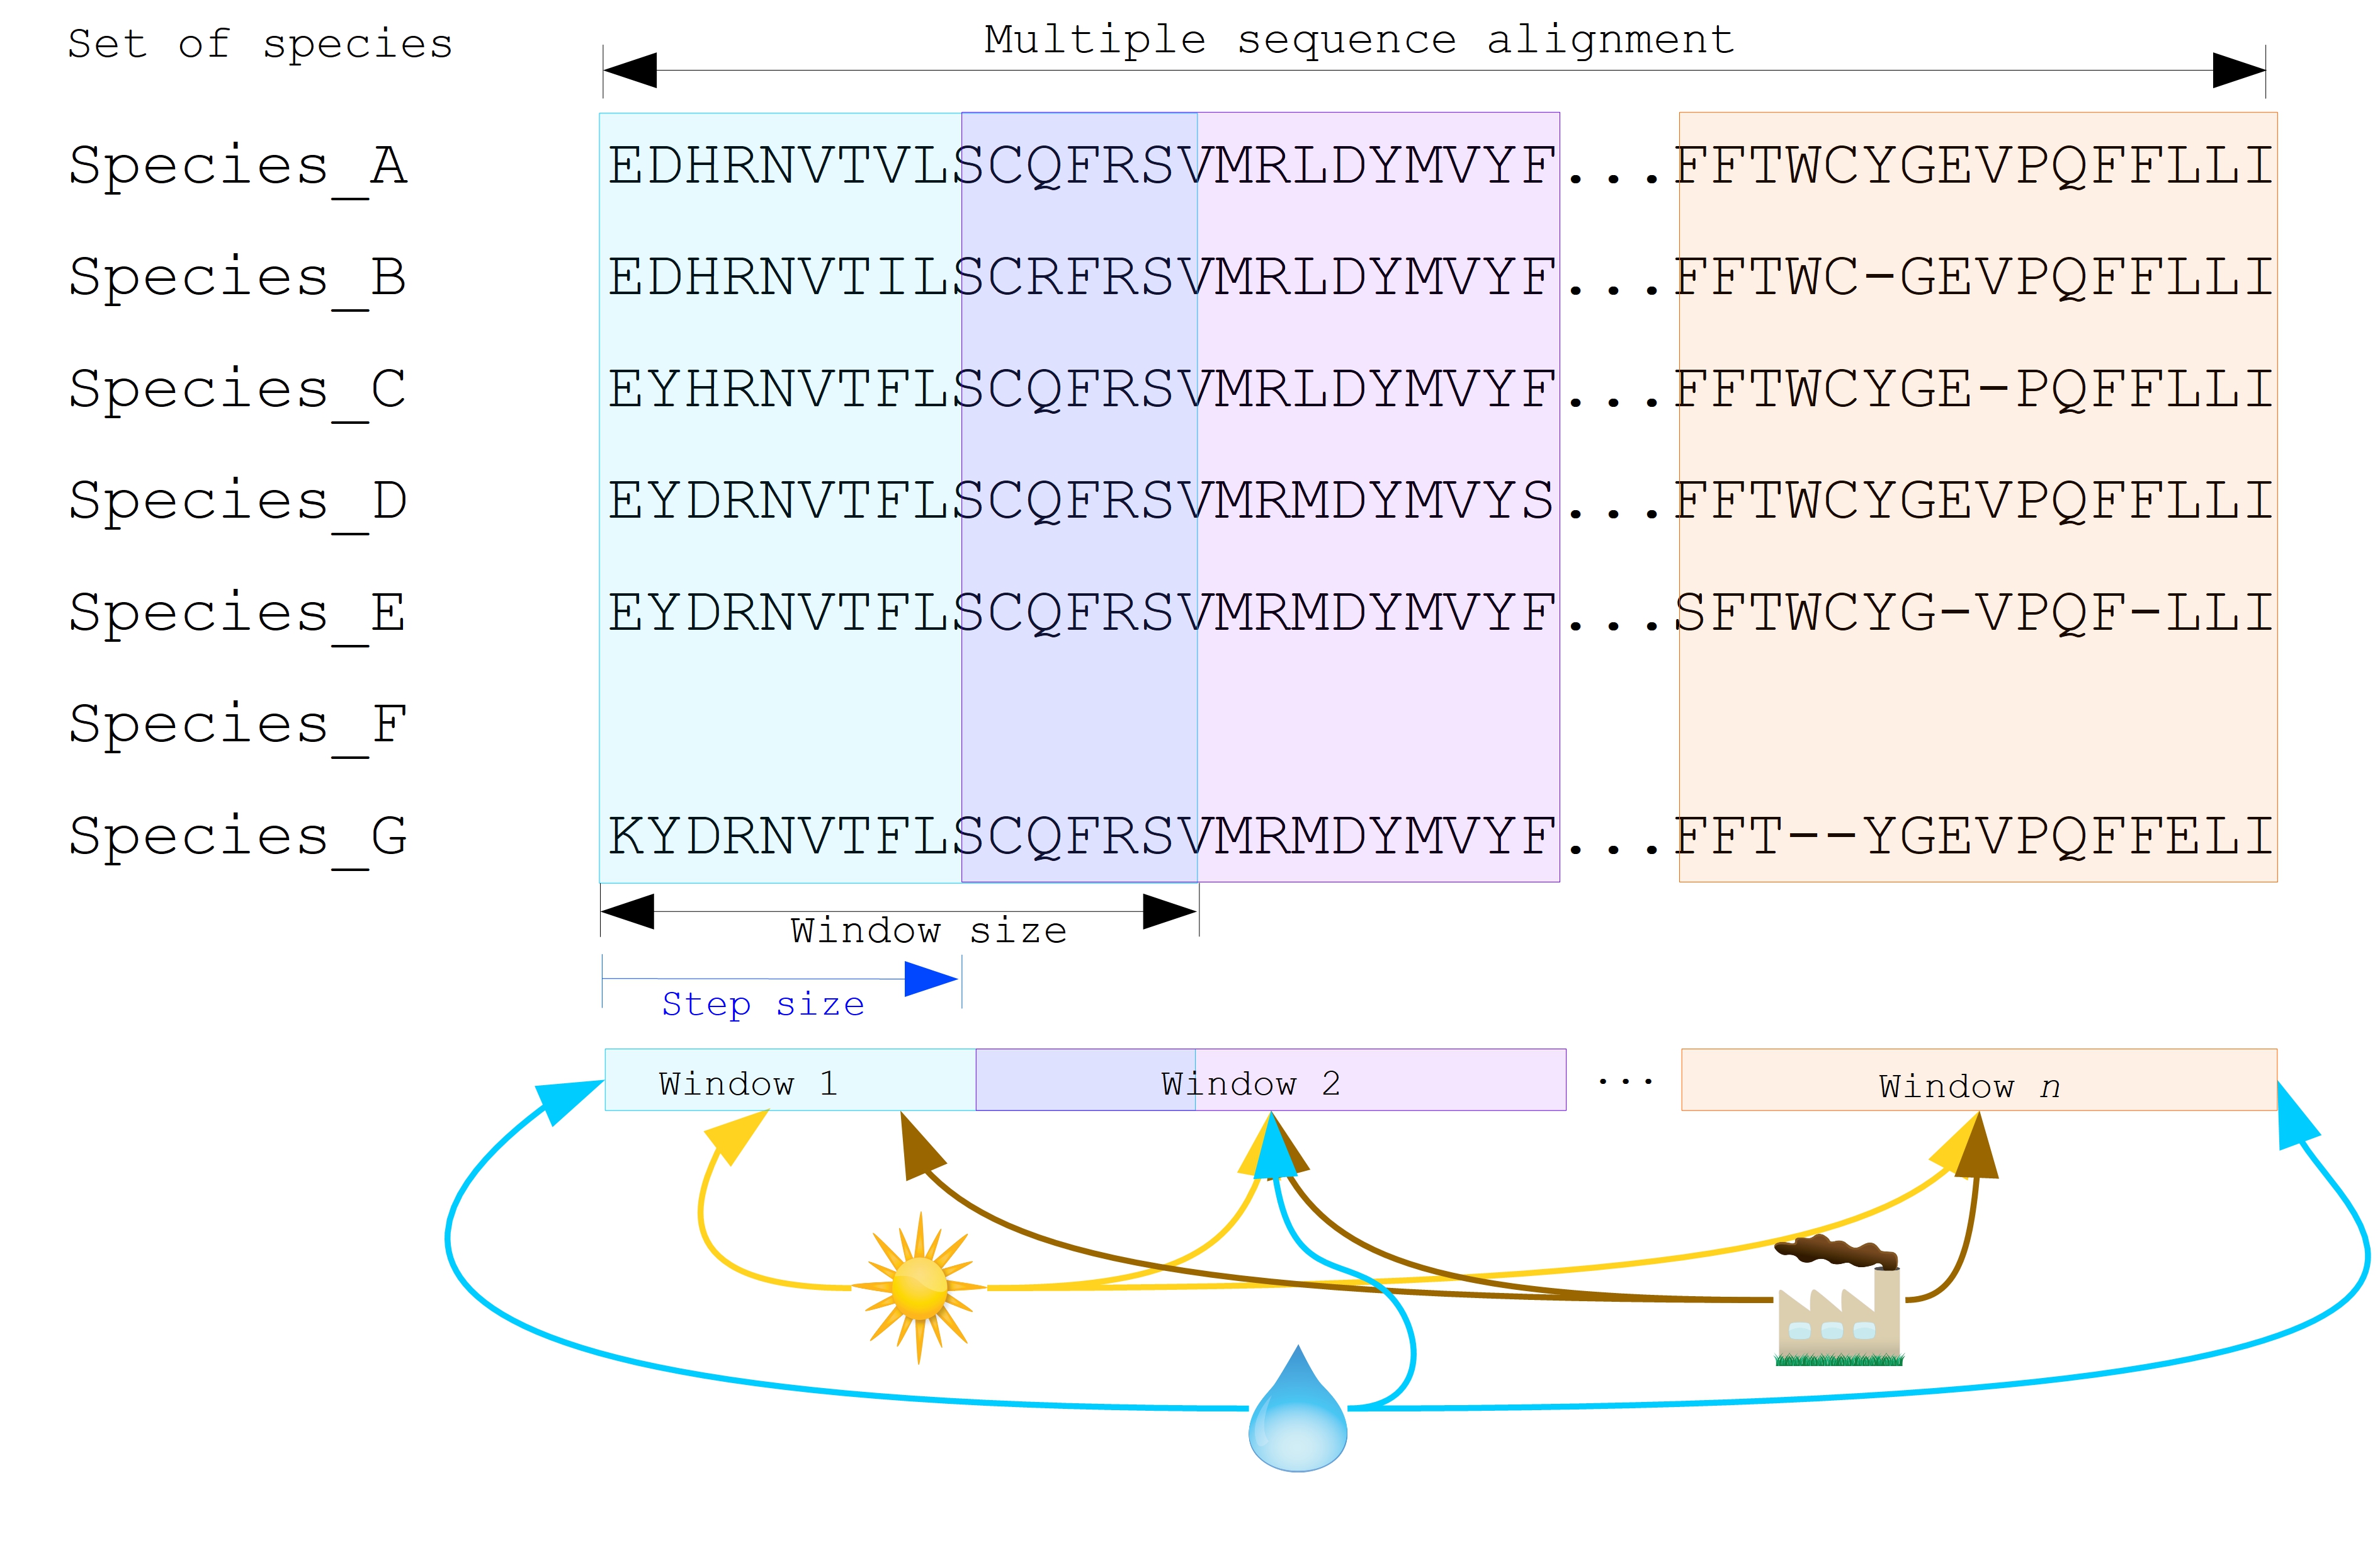 Set of species
Multiple sequence alignment
Species_A EDHRNVTVLSCQFRSVMRLDYMVYF...FFTWCYGEVPQFFLLI
Species_B EDHRNVTILSCRFRSVMRLDYMVYF...FFTWC-GEVPQFFLLI
Species_C EYHRNVTFLSCQFRSVMRLDYMVYF...FFTWCYGE-PQFFLLI
Species_D EYDRNVTFLSCQFRSVMRMDYMVYS...FFTWCYGEVPQFFLLI
Species_E EYDRNVTFLSCQFRSVMRMDYMVYF...SFTWCYG-VPQF-LLI
Species_F
Species_G KYDRNVTFLSCQFRSVMRMDYMVYF...FFT--YGEVPQFFELI
Window size
Step size
Window 1 Window 2 ... Window n